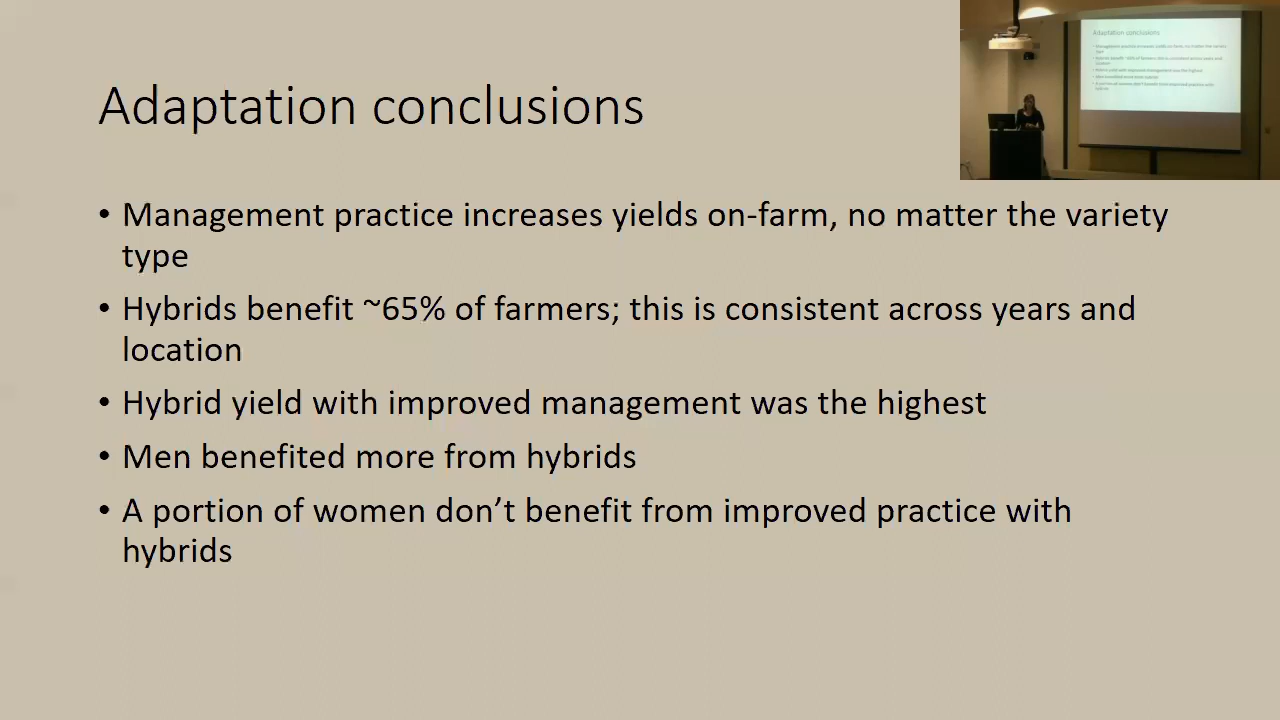 Adaptation conclusions
• Management practice increases yields on-farm, no matter the variety
type
• Hybrids benefit ~65% of farmers; this is consistent across years and
location
• Hybrid yield with improved management was the highest
• Men benefited more from hybrids
• A portion of women don’t benefit from improved practice with
hybrids
Adaptation conclusions